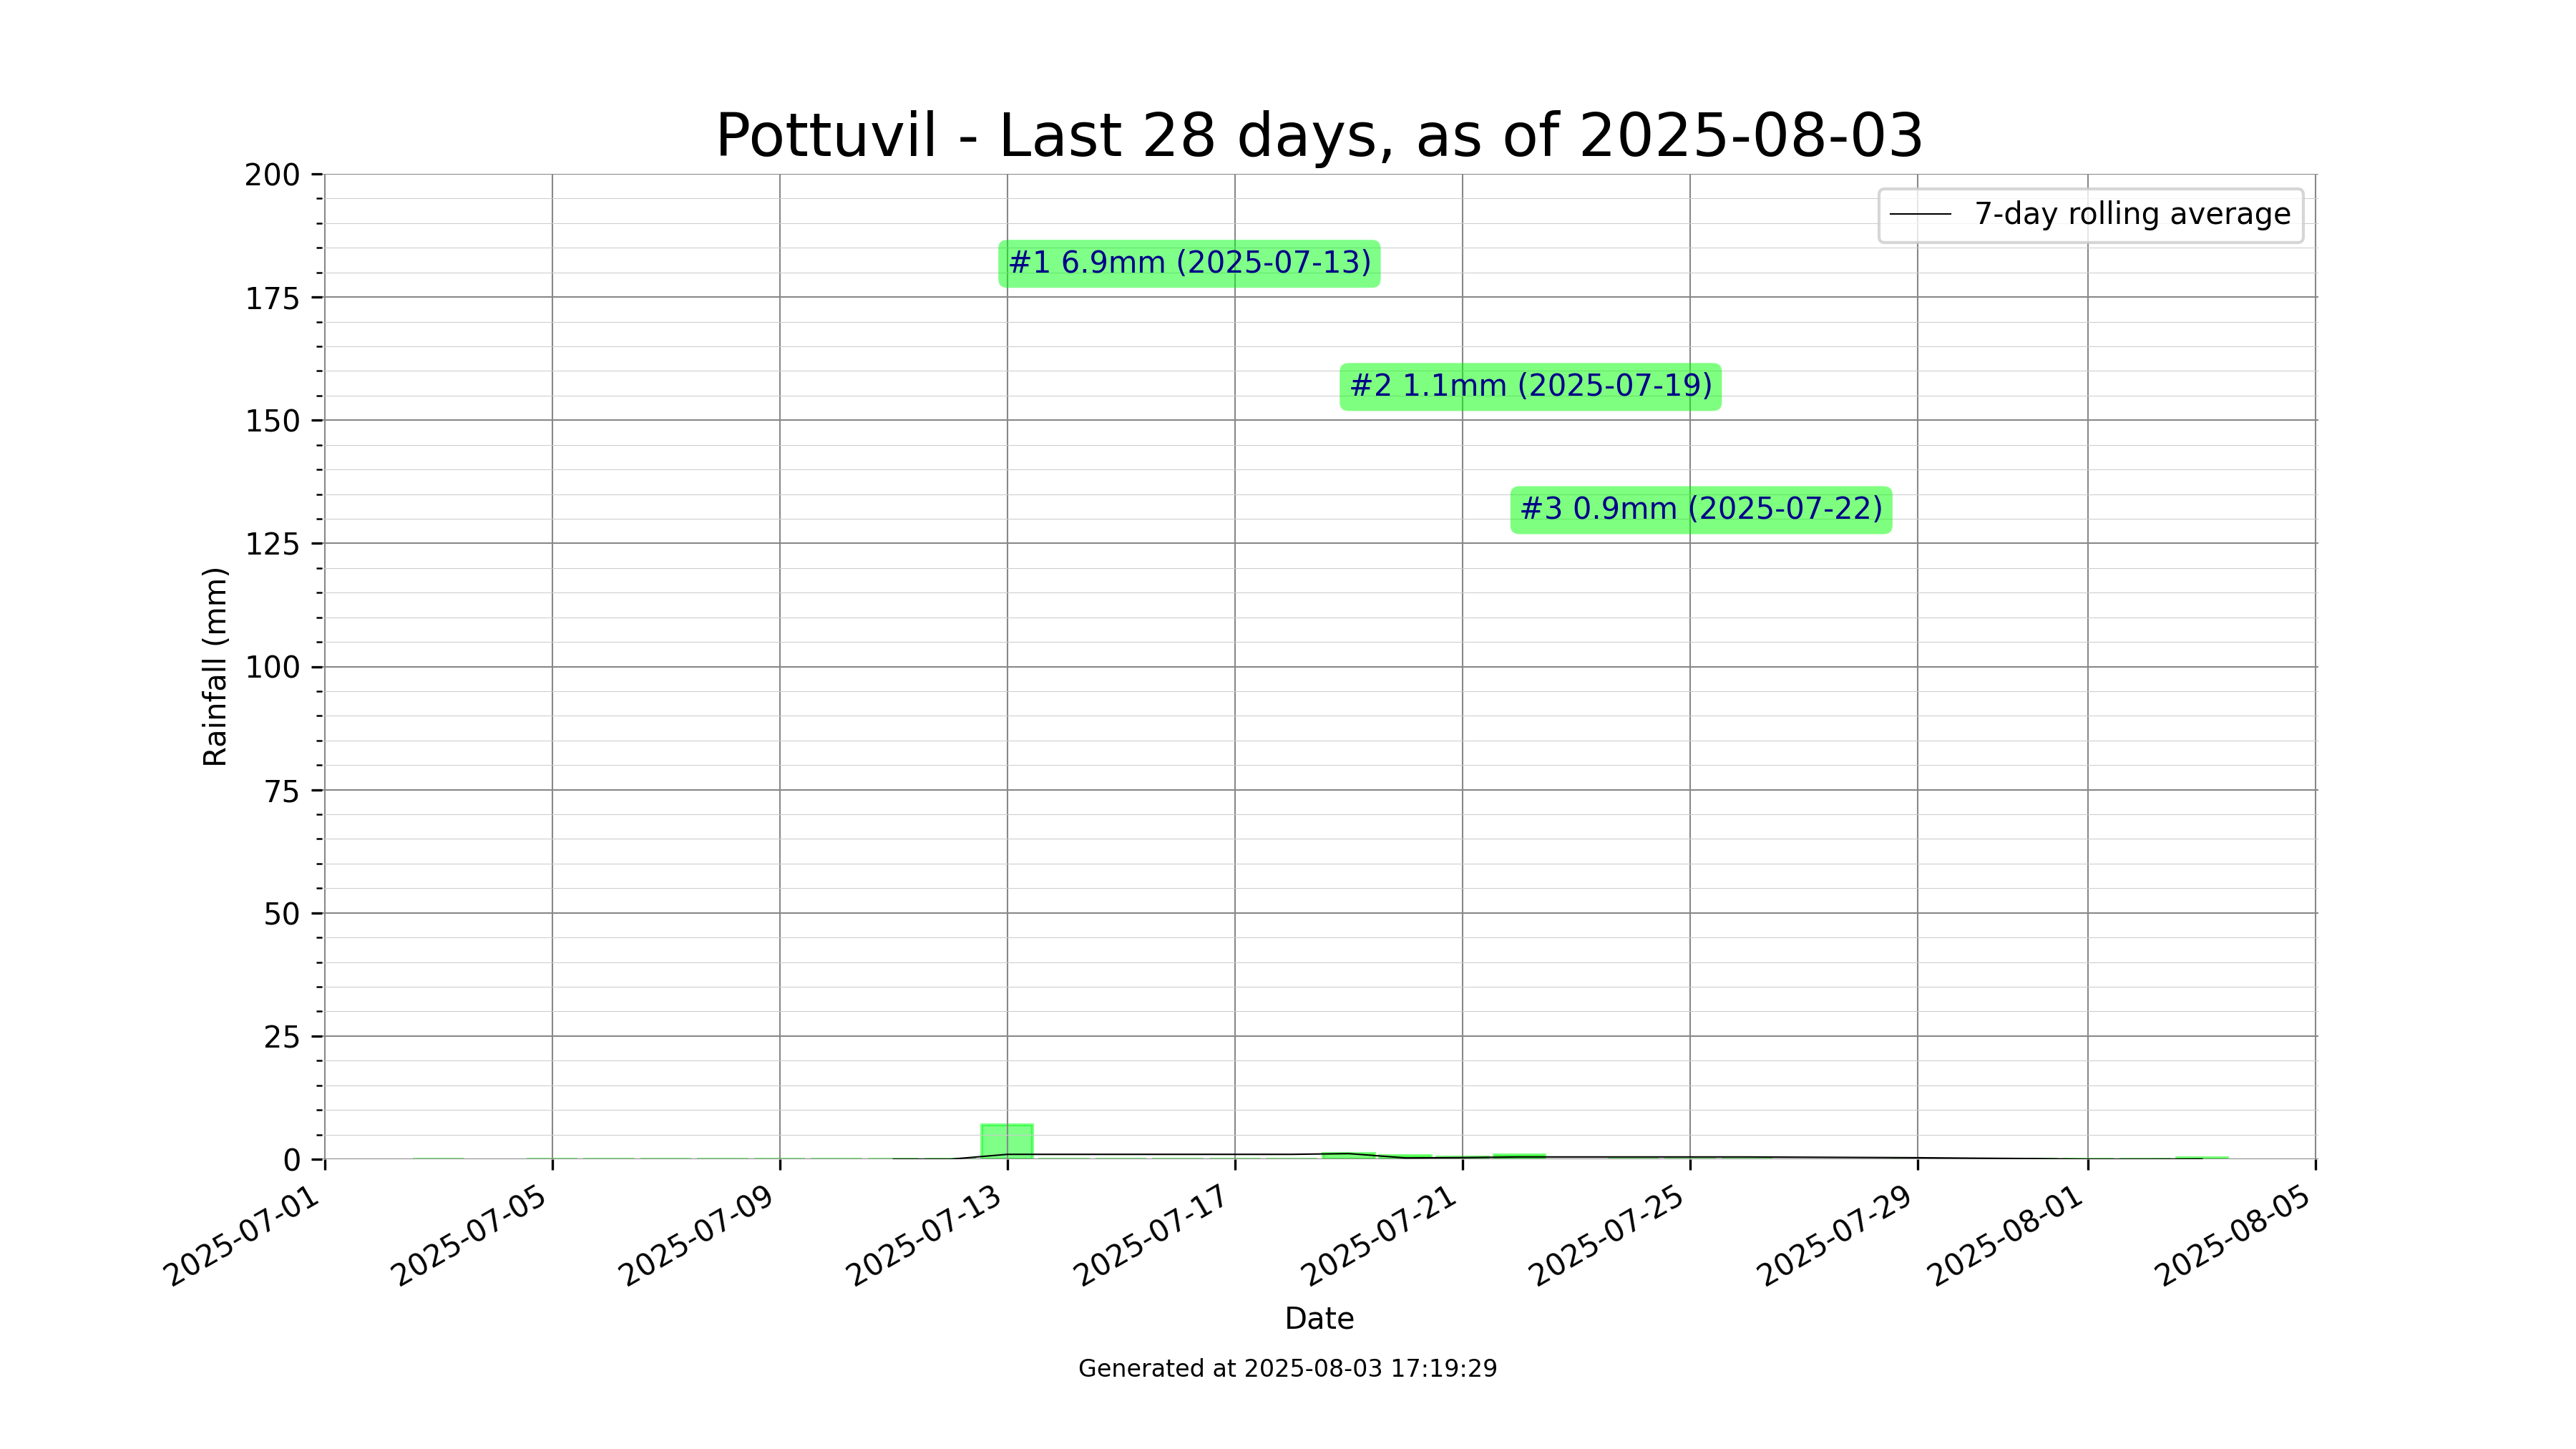 Pottuvil - Last 28 days, as of 2025-08-03
200
175
150
125
100
75
50
25
0
Rainfall (mm)
7-day rolling average
#1 6.9mm (2025-07-13)
#2 1.1mm (2025-07-19)
#3 0.9mm (2025-07-22)
2025-07-01
2025-07-05
2025-07-09
2025-07-13
2025-07-17
2025-07-21
2025-07-25
2025-07-29
2025-08-01
2025-08-05
Date
Generated at 2025-08-03 17:19:29